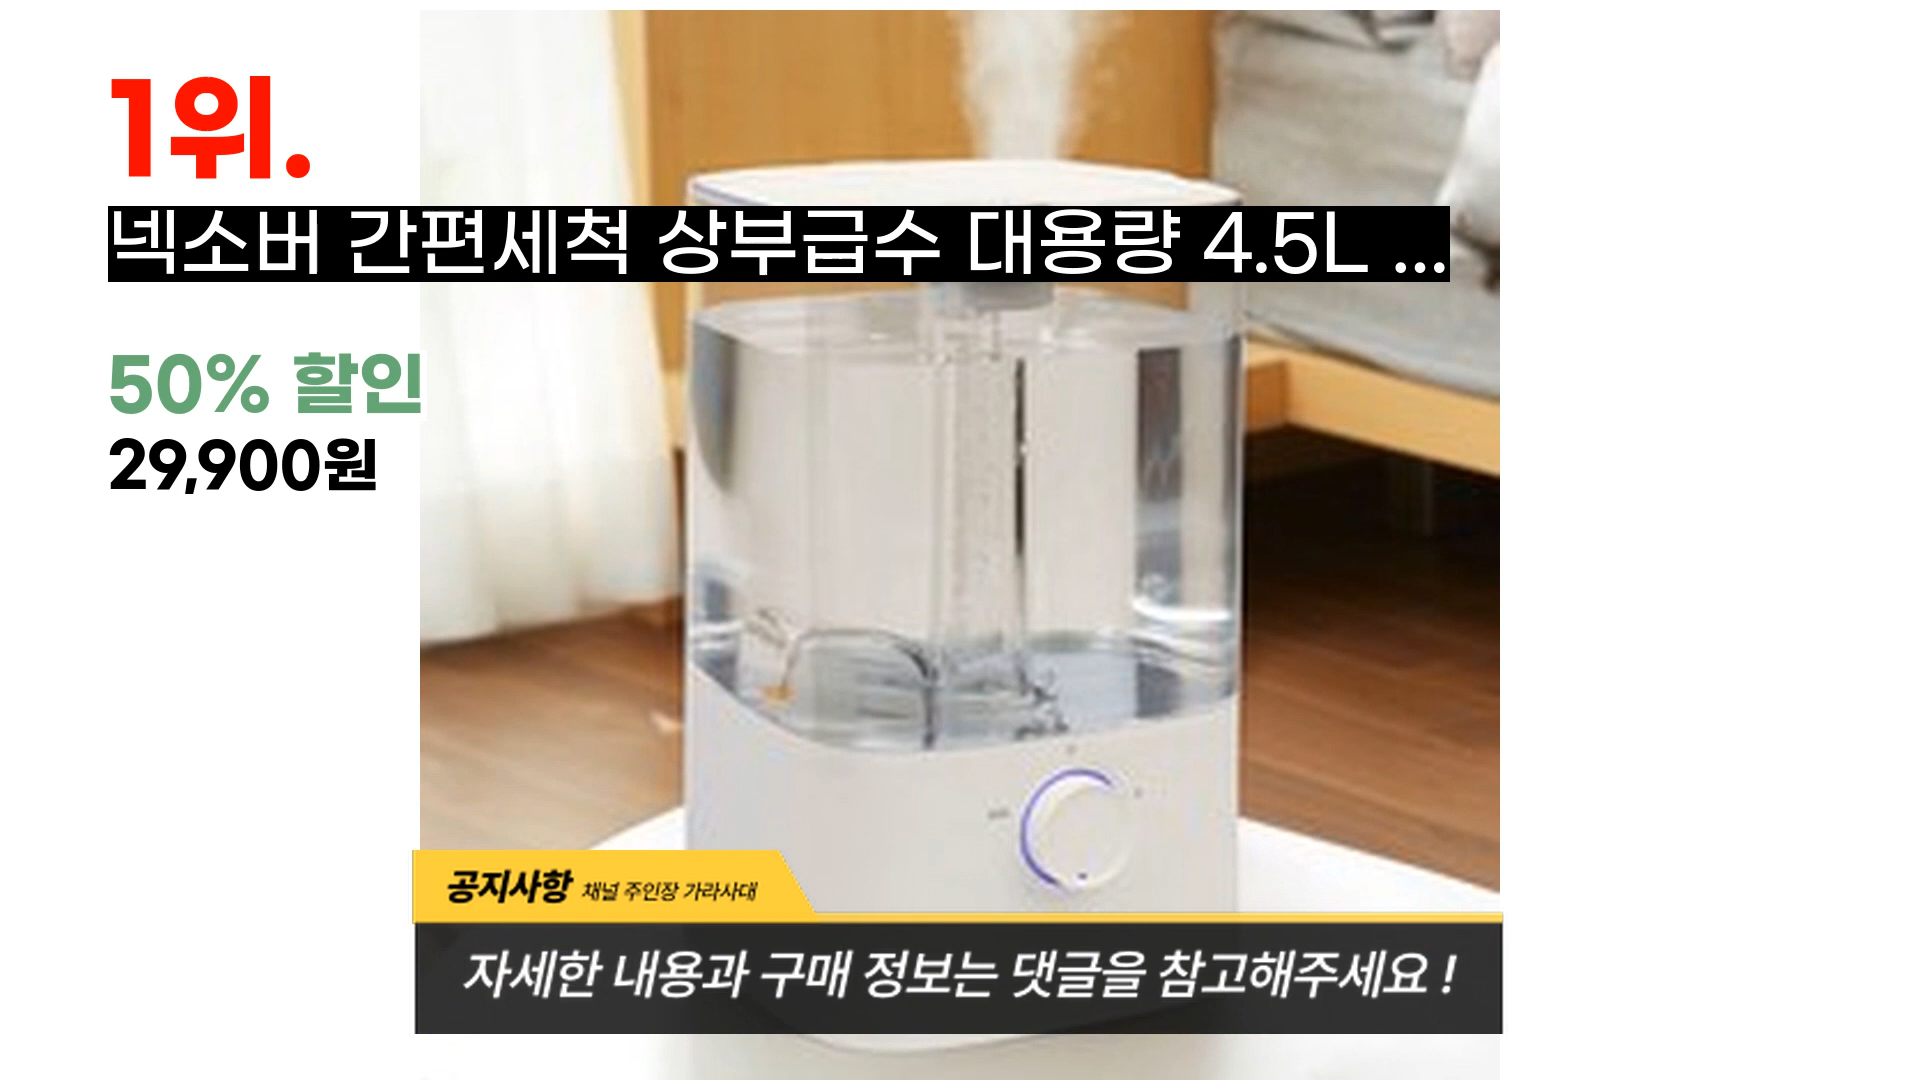 1위.
넥소버 간편세척 상부급수 대용량 4.5L ...
50% 할인
29,900원
공지사항 채널 주인장 가라사대
자세한 내용과 구매 정보는 댓글을 참고해주세요 !